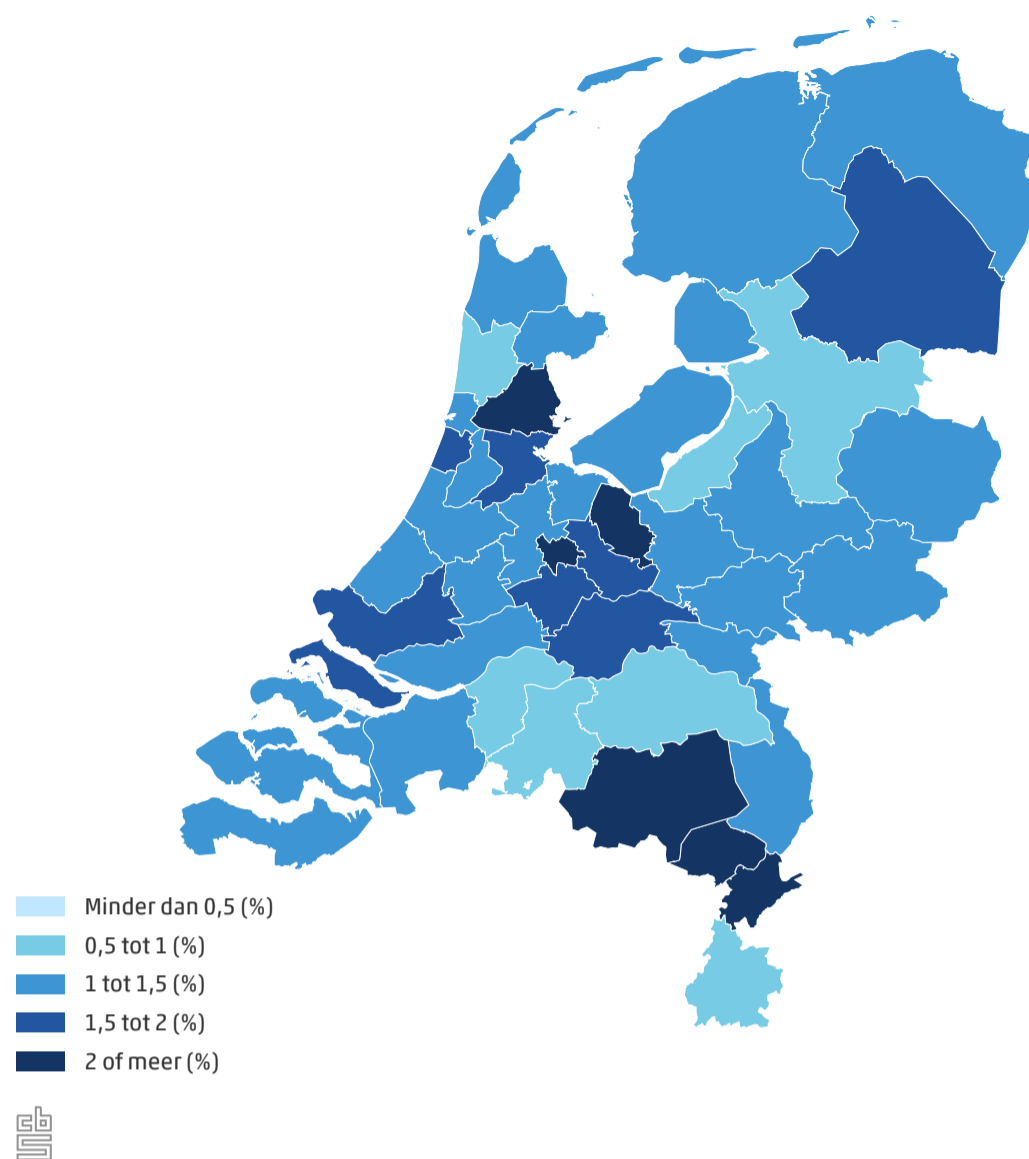 Minder dan 0,5 (%)
0,5 tot 1 (%)
1 tot 1,5 (%)
1,5 tot 2 (%)
2 of meer (%)
cbs